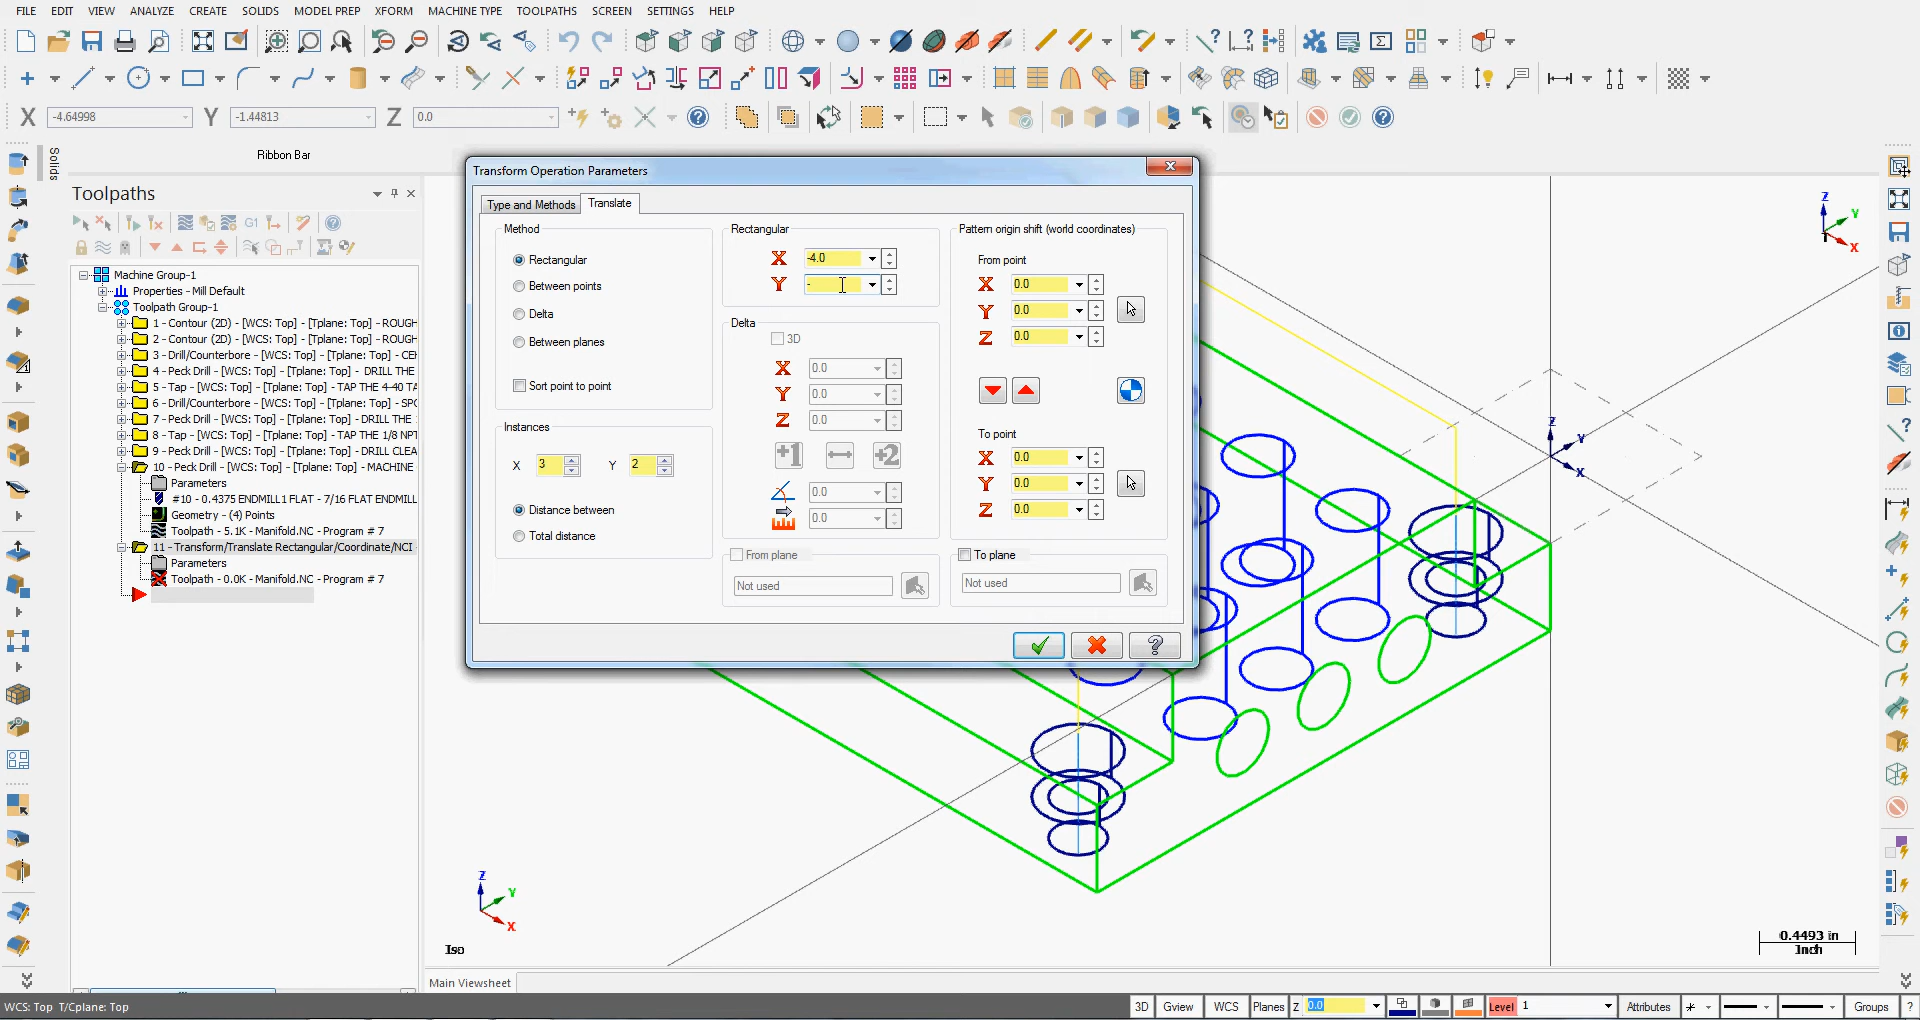 FILE EDIT VIEW ANALYZE CREATE SOLIDS MODEL PREP XFORM MACHINE TYPE TOOLPATHS SCREEN SETTINGS HELP
X -4.64998 Y -1.44813 Z 0.0
Solids
Ribbon Bar
Toolpaths
G1
Machine Group-1
Properties - Mill Default
Toolpath Group-1
1 - Contour (2D) - [WCS: Top] - [Tplane: Top] - ROUGH
2 - Contour (2D) - [WCS: Top] - [Tplane: Top] - ROUGH
3 - Drill/Counterbore - [WCS: Top] - [Tplane: Top] - CEN
4 - Peck Drill - [WCS: Top] - [Tplane: Top] - DRILL THE
5 - Tap - [WCS: Top] - [Tplane: Top] - TAP THE 4-40 TA
6 - Drill/Counterbore - [WCS: Top] - [Tplane: Top] - SPO
7 - Peck Drill - [WCS: Top] - [Tplane: Top] - DRILL THE
8 - Tap - [WCS: Top] - [Tplane: Top] - TAP THE 1/8 NPT
9 - Peck Drill - [WCS: Top] - [Tplane: Top] - DRILL CLEA
10 - Peck Drill - [WCS: Top] - [Tplane: Top] - MACHINE
Parameters
#10 - 0.4375 ENDMILL1 FLAT - 7/16 FLAT ENDMILL
Geometry - (4) Points
Toolpath - 5.1K - Manifold.NC - Program # 7
11 - Transform/Translate Rectangular/Coordinate/NCI
Parameters
Toolpath - 0.0K - Manifold.NC - Program # 7
Transform Operation Parameters
Type and Methods Translate
Method
Rectangular
Between points
Delta
Between planes
Sort point to point
Instances
X 3 Y 2
Distance between
Total distance
Rectangular
X -4.0
Y -
Delta
3D
X 0.0
Y 0.0
Z 0.0
+1 +2
0.0
0.0
From plane
Not used
Pattern origin shift (world coordinates)
From point
X 0.0
Y 0.0
Z 0.0
To point
X 0.0
Y 0.0
Z 0.0
To plane
Not used
Z Y X
Z Y X
Z Y X
Iso
0.4493 in
Inch
Main Viewsheet
WCS: Top T/Cplane: Top
3D Gview WCS Planes Z 0.0 Level 1 Attributes Groups ?